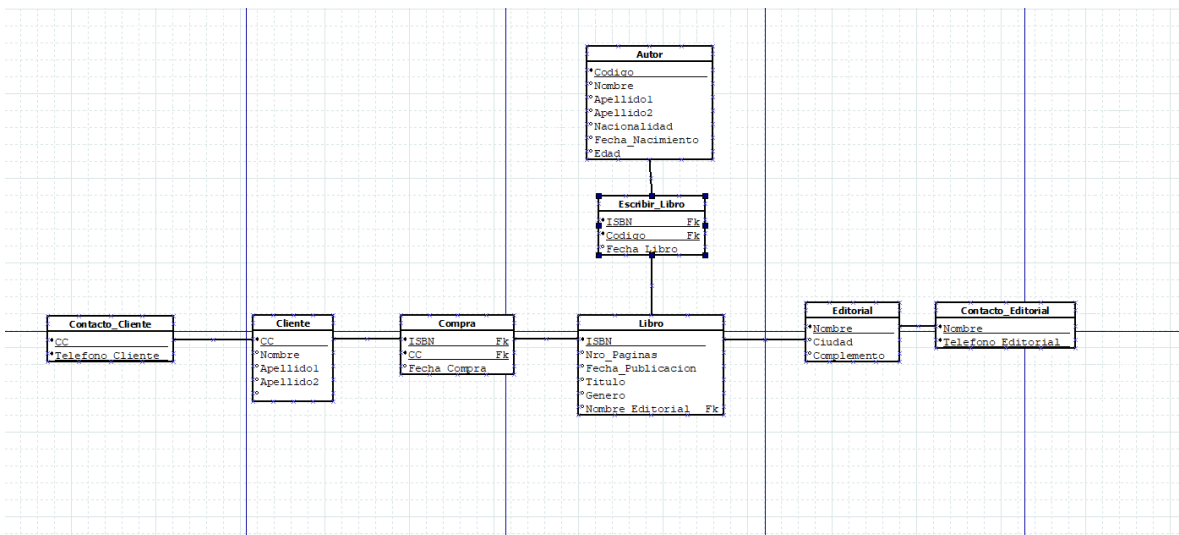 Autor
Codigo
Nombre
Apellido1
Apellido2
Nacionalidad
Fecha_Nacimiento
Edad
Escribir_Libro
ISBN Fk
Codigo Fk
Fecha_Libro
Contacto_Cliente
CC
Telefono_Cliente
Cliente
CC
Nombre
Apellido1
Apellido2
Compra
ISBN Fk
CC Fk
Fecha_Compra
Libro
ISBN
Nro_Paginas
Fecha_Publicacion
Titulo
Genero
Nombre_Editorial Fk
Editorial
Nombre
Ciudad
Complemento
Contacto_Editorial
Nombre
Telefono_Editorial